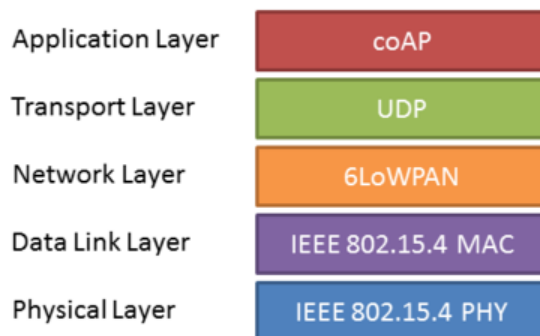 Application Layer coAP
Transport Layer UDP
Network Layer 6LoWPAN
Data Link Layer IEEE 802.15.4 MAC
Physical Layer IEEE 802.15.4 PHY